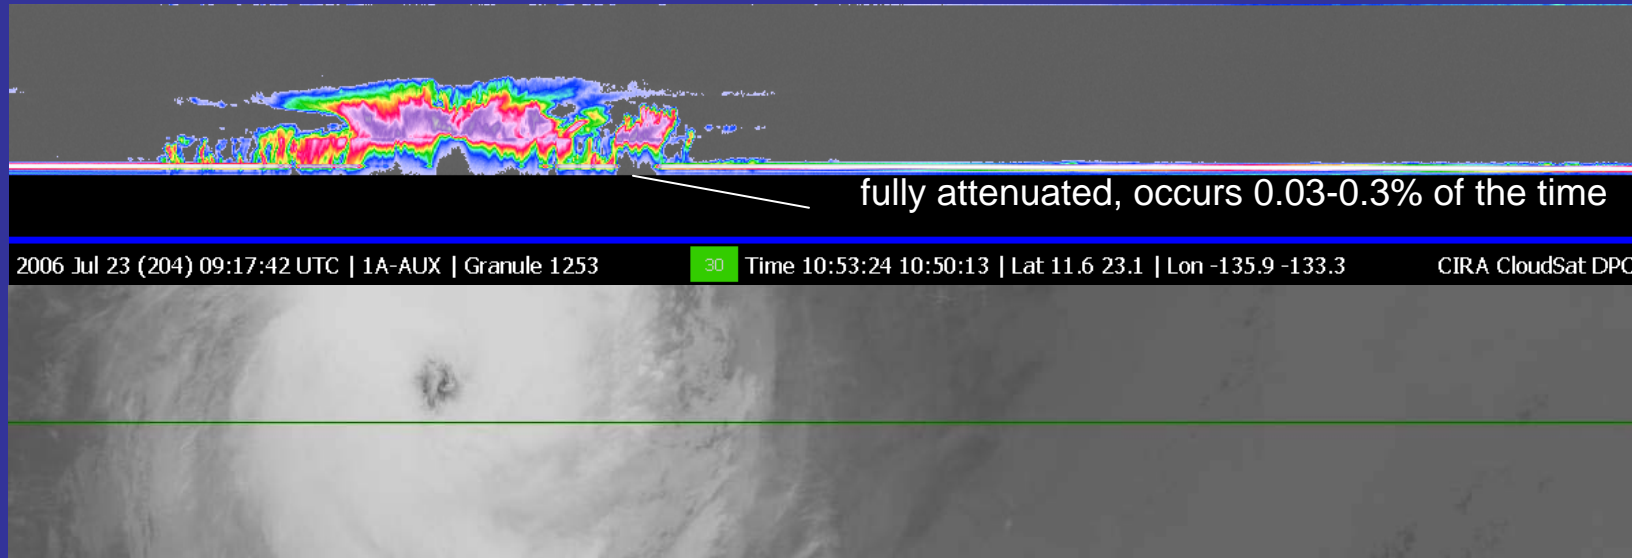 fully attenuated, occurs 0.03-0.3% of the time
2006 Jul 23 (204) 09:17:42 UTC | 1A-AUX | Granule 1253 30 Time 10:53:24 10:50:13 | Lat 11.6 23.1 | Lon -135.9 -133.3 CIRA CloudSat DPC